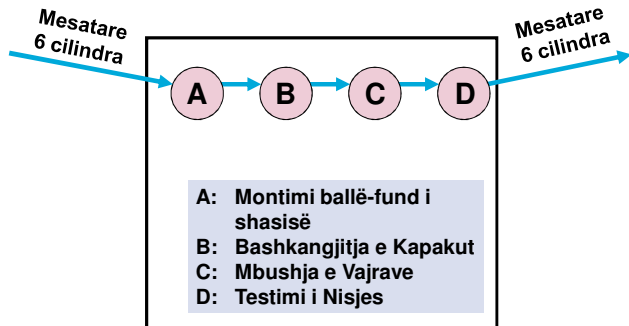 Mesatare
6 cilindra
Mesatare
6 cilindra
A B C D
A: Montimi ballë-fund i
shasisë
B: Bashkangjitja e Kapakut
C: Mbushja e Vajrave
D: Testimi i Nisjes